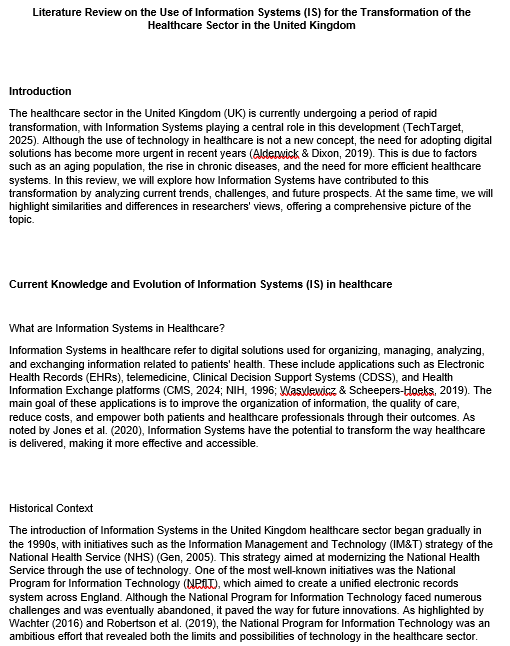 Literature Review on the Use of Information Systems (IS) for the Transformation of the
Healthcare Sector in the United Kingdom
Introduction
The healthcare sector in the United Kingdom (UK) is currently undergoing a period of rapid
transformation, with Information Systems playing a central role in this development (TechTarget,
2025). Although the use of technology in healthcare is not a new concept, the need for adopting digital
solutions has become more urgent in recent years (Alderwick & Dixon, 2019). This is due to factors
such as an aging population, the rise in chronic diseases, and the need for more efficient healthcare
systems. In this review, we will explore how Information Systems have contributed to this
transformation by analyzing current trends, challenges, and future prospects. At the same time, we will
highlight similarities and differences in researchers' views, offering a comprehensive picture of the
topic.
Current Knowledge and Evolution of Information Systems (IS) in healthcare
What are Information Systems in Healthcare?
Information Systems in healthcare refer to digital solutions used for organizing, managing, analyzing,
and exchanging information related to patients' health. These include applications such as Electronic
Health Records (EHRs), telemedicine, Clinical Decision Support Systems (CDSS), and Health
Information Exchange platforms (CMS, 2024; NIH, 1996; Wasylewicz & Scheepers-Hoeks, 2019). The
main goal of these applications is to improve the organization of information, the quality of care,
reduce costs, and empower both patients and healthcare professionals through their outcomes. As
noted by Jones et al. (2020), Information Systems have the potential to transform the way healthcare
is delivered, making it more effective and accessible.
Historical Context
The introduction of Information Systems in the United Kingdom healthcare sector began gradually in
the 1990s, with initiatives such as the Information Management and Technology (IM&T) strategy of the
National Health Service (NHS) (Gen, 2005). This strategy aimed at modernizing the National Health
Service through the use of technology. One of the most well-known initiatives was the National
Program for Information Technology (NPfIT), which aimed to create a unified electronic records
system across England. Although the National Program for Information Technology faced numerous
challenges and was eventually abandoned, it paved the way for future innovations. As highlighted by
Wachter (2016) and Robertson et al. (2019), the National Program for Information Technology was an
ambitious effort that revealed both the limits and possibilities of technology in the healthcare sector.